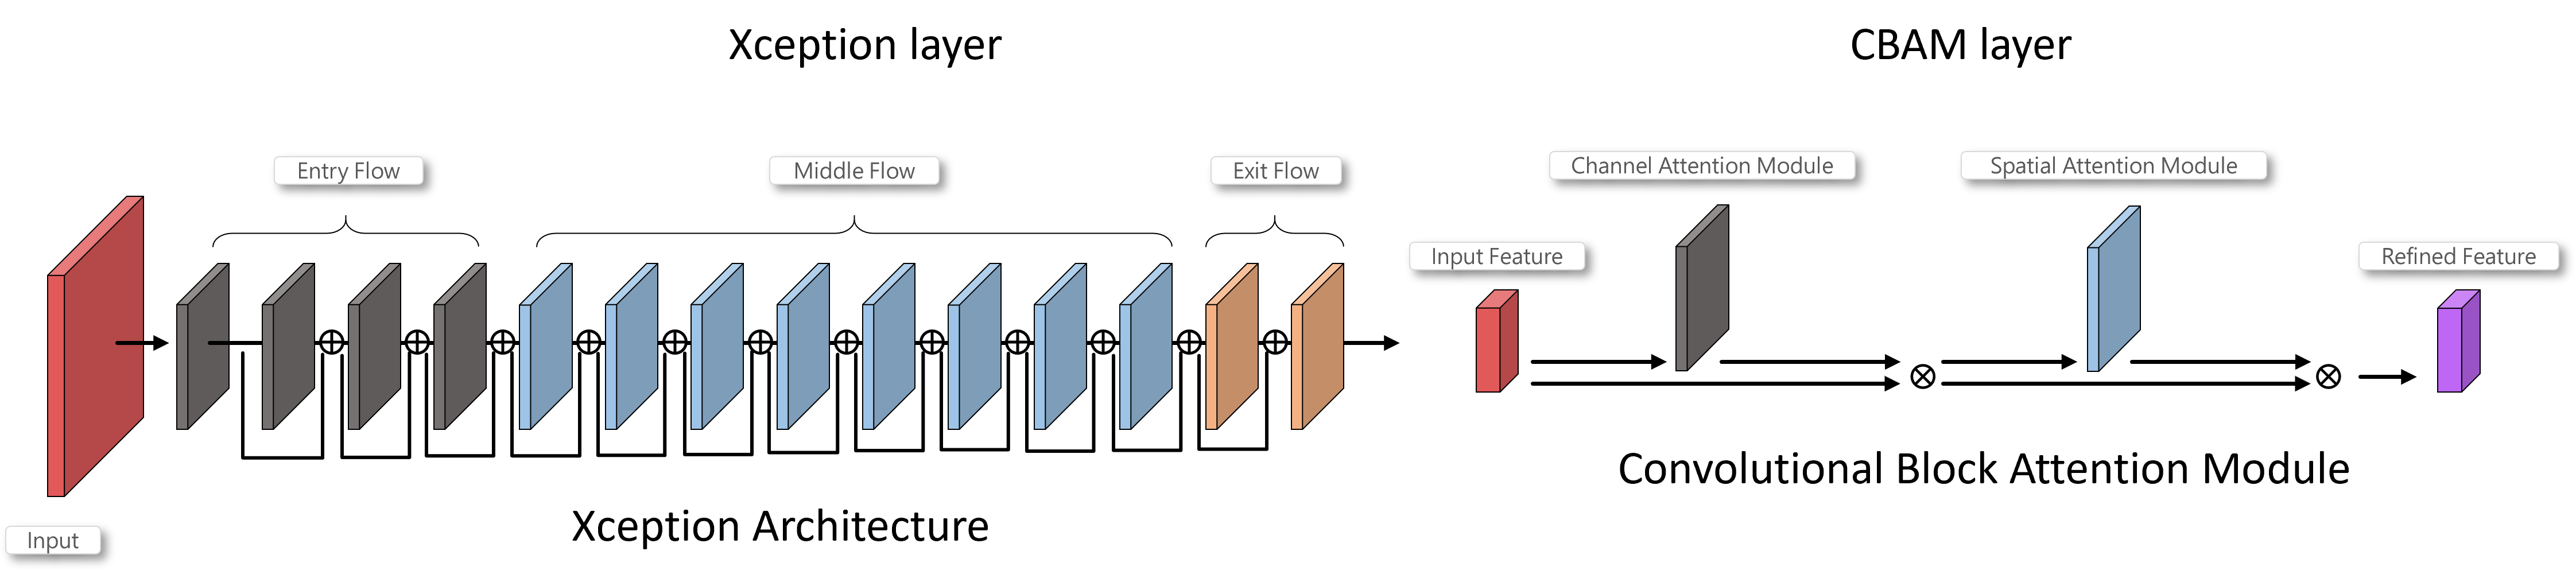 Xception layer
CBAM layer
Entry Flow
Middle Flow
Exit Flow
Channel Attention Module
Spatial Attention Module
Input Feature
Refined Feature
Convolutional Block Attention Module
Xception Architecture
Input